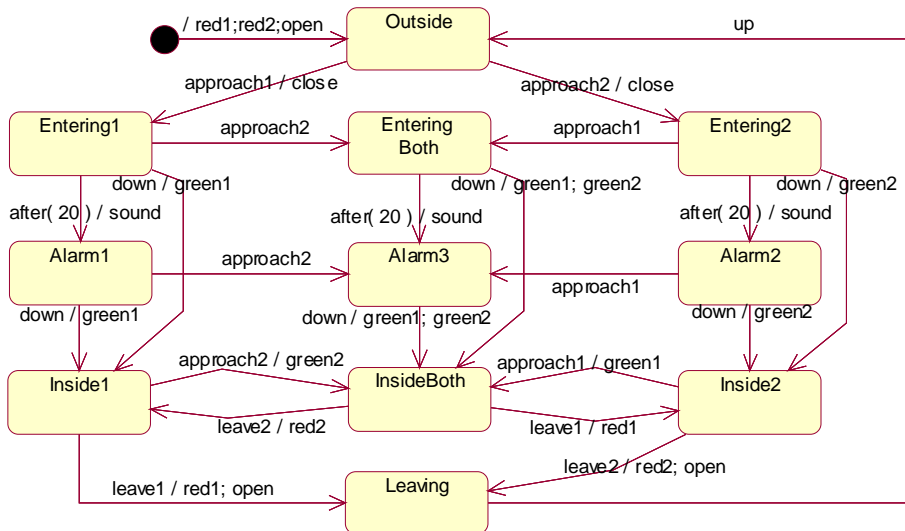 / red1;red2;open
Outside
up
approach1 / close
approach2 / close
Entering1
approach2
Entering
Both
approach1
Entering2
down / green1
down / green1; green2
down / green2
after( 20 ) / sound
after( 20 ) / sound
after( 20 ) / sound
Alarm1
approach2
Alarm3
approach1
Alarm2
down / green1
down / green1; green2
down / green2
approach2 / green2
approach1 / green1
Inside1
InsideBoth
Inside2
leave2 / red2
leave1 / red1
leave1 / red1; open
Leaving
leave2 / red2; open